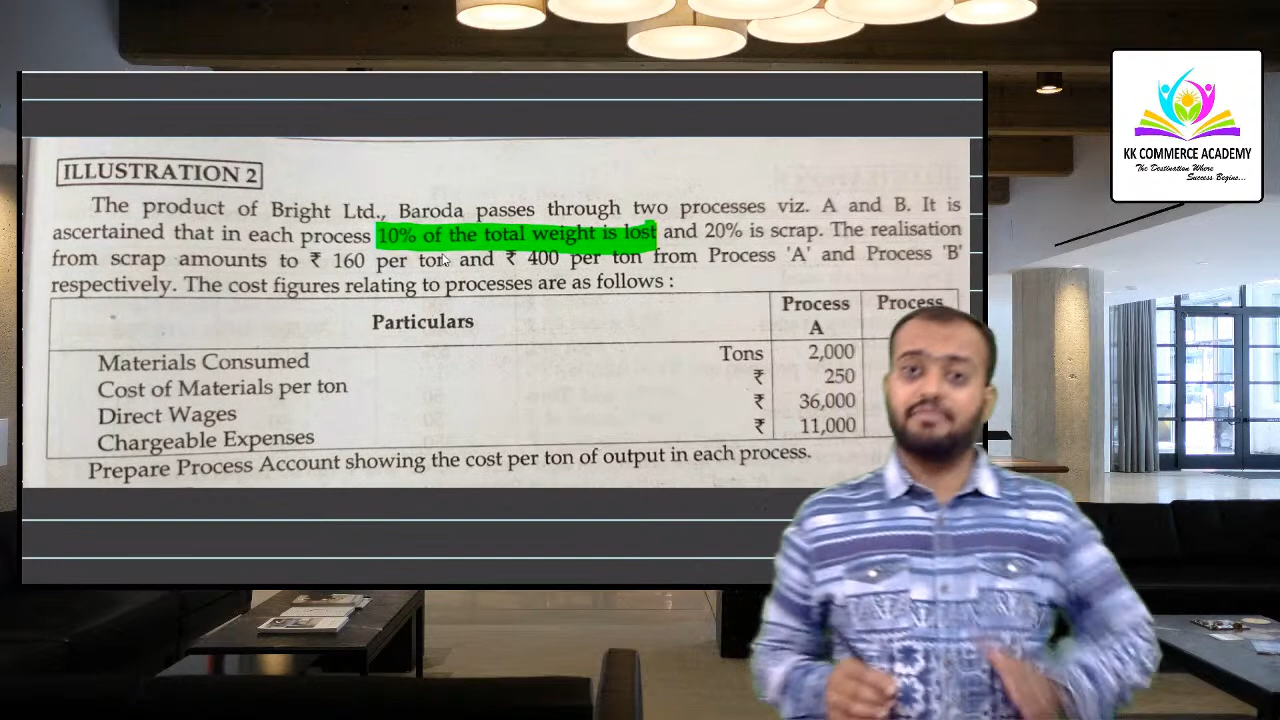 KK COMMERCE ACADEMY
The Destination Where
Success Begins...
ILLUSTRATION 2
The product of Bright Ltd., Baroda passes through two processes viz. A and B. It is
ascertained that in each process 10% of the total weight is lost and 20% is scrap. The realisation
from scrap amounts to ₹ 160 per ton and ₹ 400 per ton from Process 'A' and Process 'B'
respectively. The cost figures relating to processes are as follows :
Particulars Process A Process
Materials Consumed Tons 2,000
Cost of Materials per ton ₹ 250
Direct Wages ₹ 36,000
Chargeable Expenses ₹ 11,000
Prepare Process Account showing the cost per ton of output in each process.